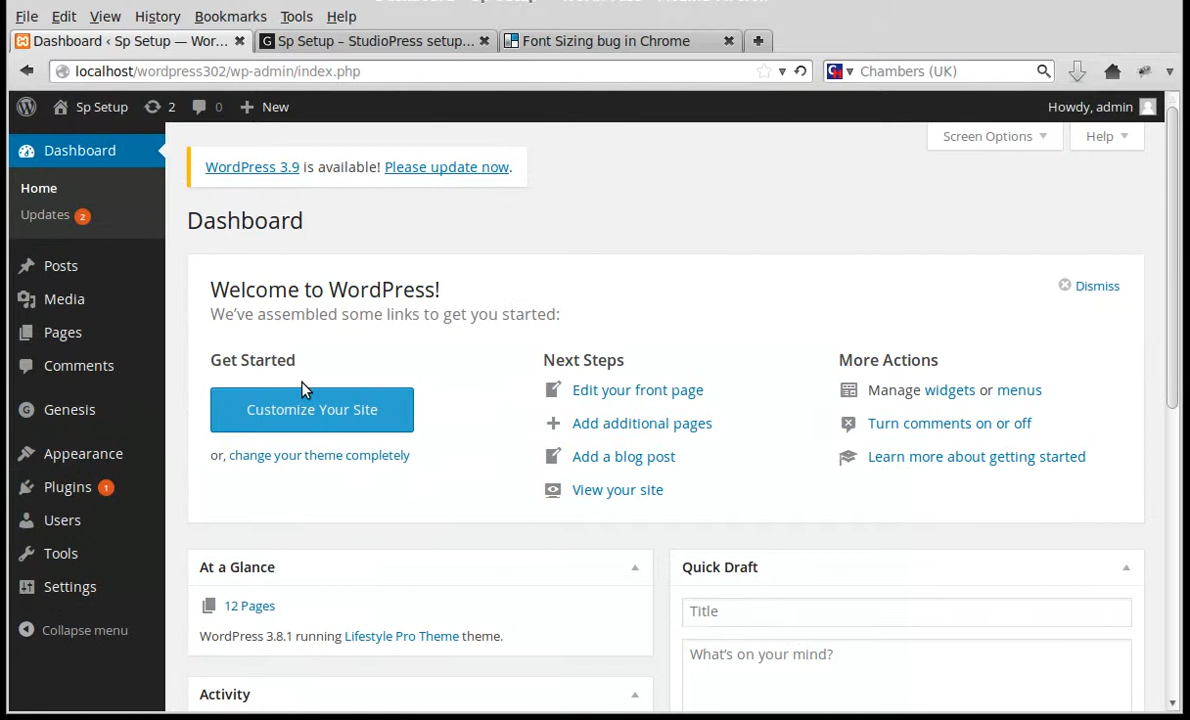 File Edit View History Bookmarks Tools Help
Dashboard ‹ Sp Setup — Wor... Sp Setup – StudioPress setup... Font Sizing bug in Chrome
localhost/wordpress302/wp-admin/index.php Chambers (UK)
Sp Setup 2 0 New Howdy, admin
Screen Options Help
Dashboard
Home
Updates 2
Posts
Media
Pages
Comments
Genesis
Appearance
Plugins 1
Users
Tools
Settings
Collapse menu
WordPress 3.9 is available! Please update now.
Dashboard
Welcome to WordPress!
Dismiss
We've assembled some links to get you started:
Get Started
Customize Your Site
or, change your theme completely
Next Steps
Edit your front page
Add additional pages
Add a blog post
View your site
More Actions
Manage widgets or menus
Turn comments on or off
Learn more about getting started
At a Glance
12 Pages
WordPress 3.8.1 running Lifestyle Pro Theme theme.
Activity
Quick Draft
Title
What's on your mind?